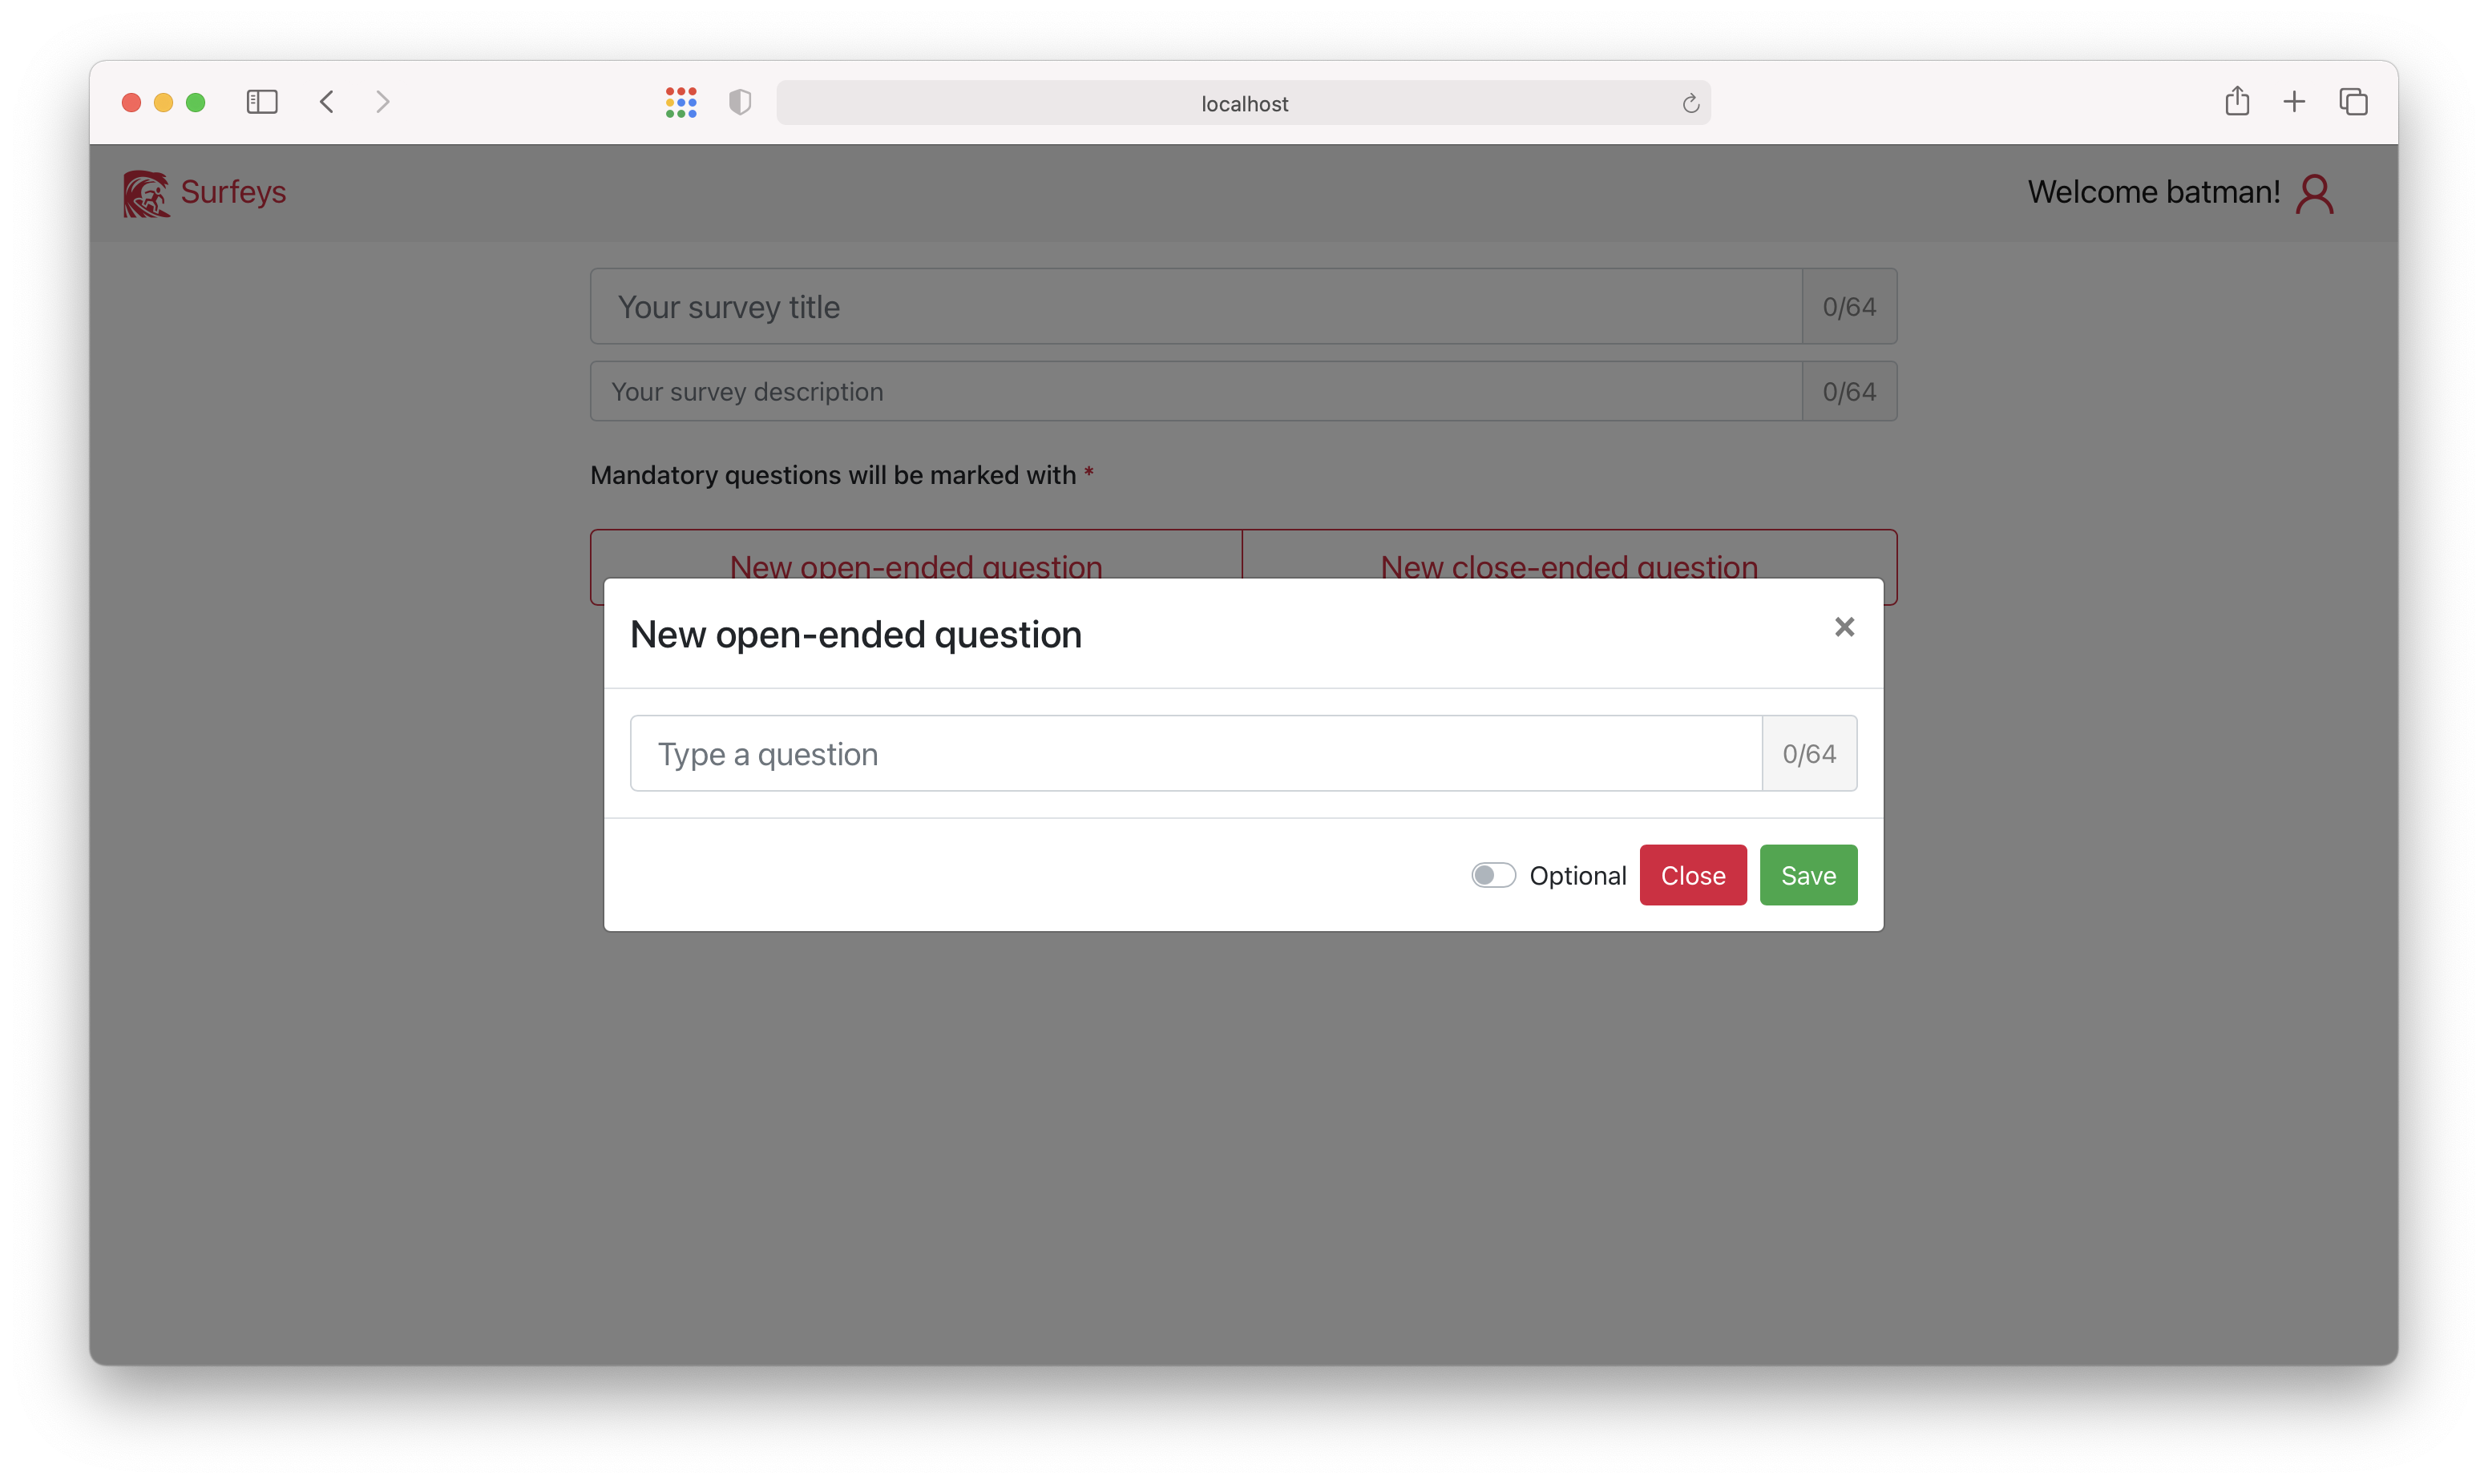 localhost
Surfeys
Welcome batman!
Your survey title
0/64
Your survey description
0/64
Mandatory questions will be marked with *
New open-ended question
New close-ended question
New open-ended question
×
Type a question
0/64
Optional
Close
Save